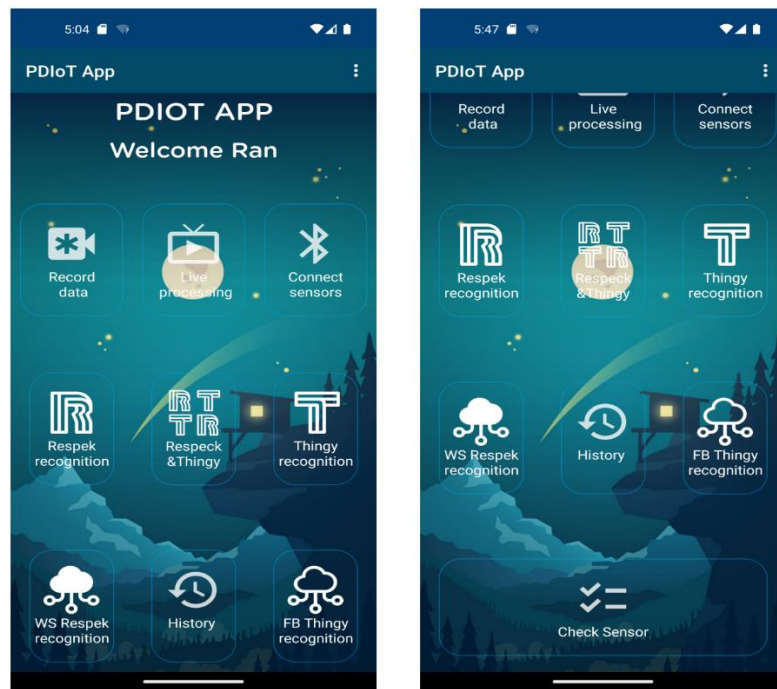 5:04
PDIoT App
PDIOT APP
Welcome Ran
Record
data
Live
processing
Connect
sensors
R
Respek
recognition
R T
T R
Respeck
&Thingy
T
Thingy
recognition
WS Respek
recognition
History
FB Thingy
recognition
5:47
PDIoT App
Record
data
Live
processing
Connect
sensors
R
Respek
recognition
R T
T R
Respeck
&Thingy
T
Thingy
recognition
WS Respek
recognition
History
FB Thingy
recognition
Check Sensor